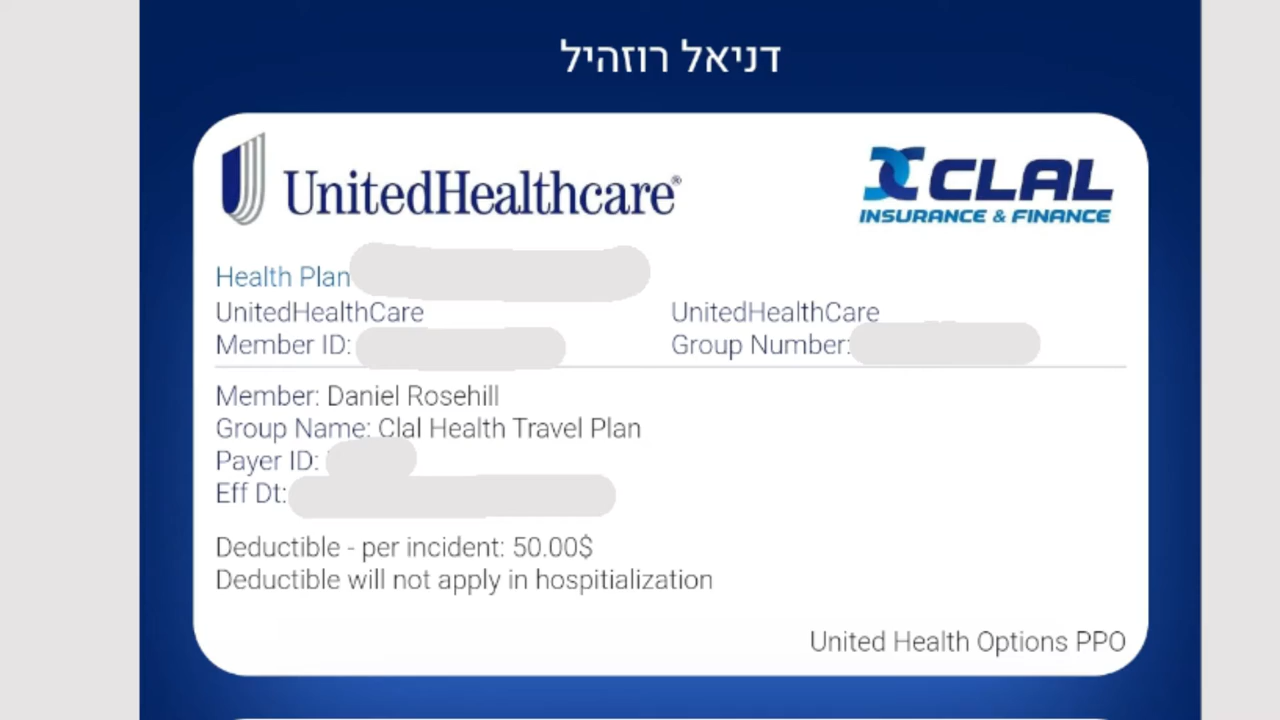 דניאל רוזהיל
UnitedHealthcare®
CLAL
INSURANCE & FINANCE
Health Plan
UnitedHealthCare
Member ID:
UnitedHealthCare
Group Number:
Member: Daniel Rosehill
Group Name: Clal Health Travel Plan
Payer ID:
Eff Dt:
Deductible - per incident: 50.00$
Deductible will not apply in hospitialization
United Health Options PPO